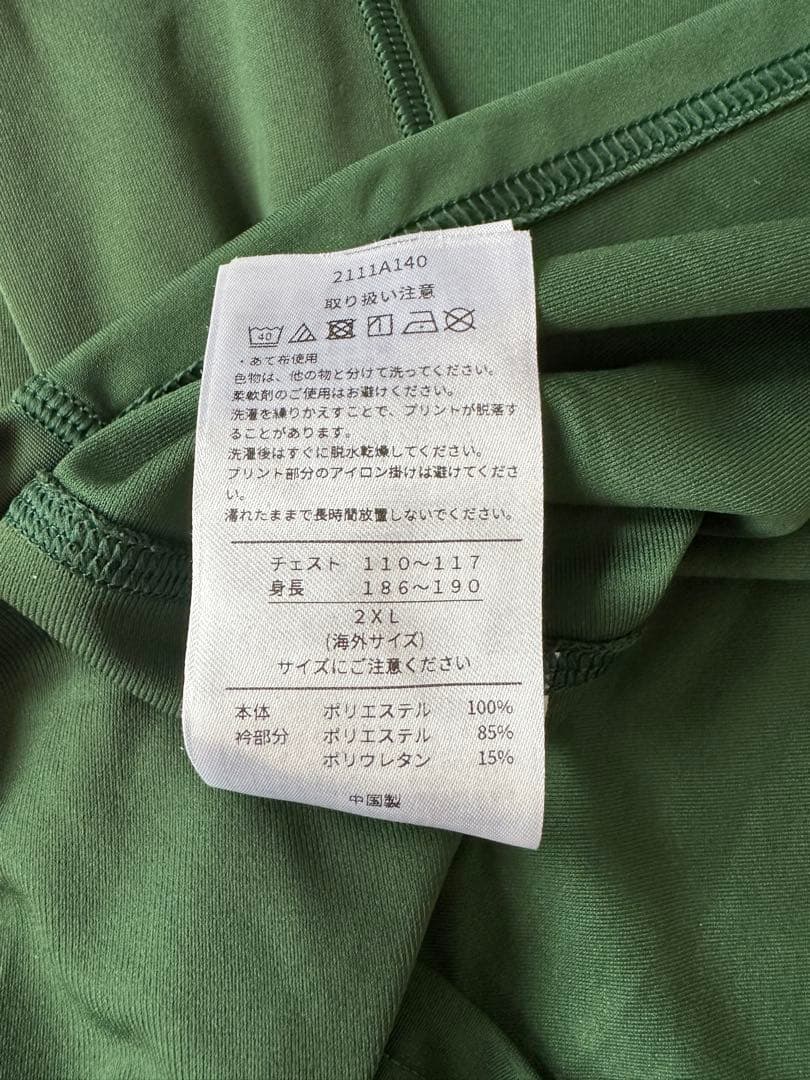 2111A140
取り扱い注意
40
・あて布使用
色物は、他の物と分けて洗ってください。
柔軟剤のご使用はお避けください。
洗濯を繰りかえすことで、プリントが脱落す
ることがあります。
洗濯後はすぐに脱水乾燥してください。
プリント部分のアイロン掛けは避けてくださ
い。
濡れたままで長時間放置しないでください。
チェスト 110～117
身長 186～190
2XL
(海外サイズ)
サイズにご注意ください
本体 ポリエステル 100%
衿部分 ポリエステル 85%
ポリウレタン 15%
中国製